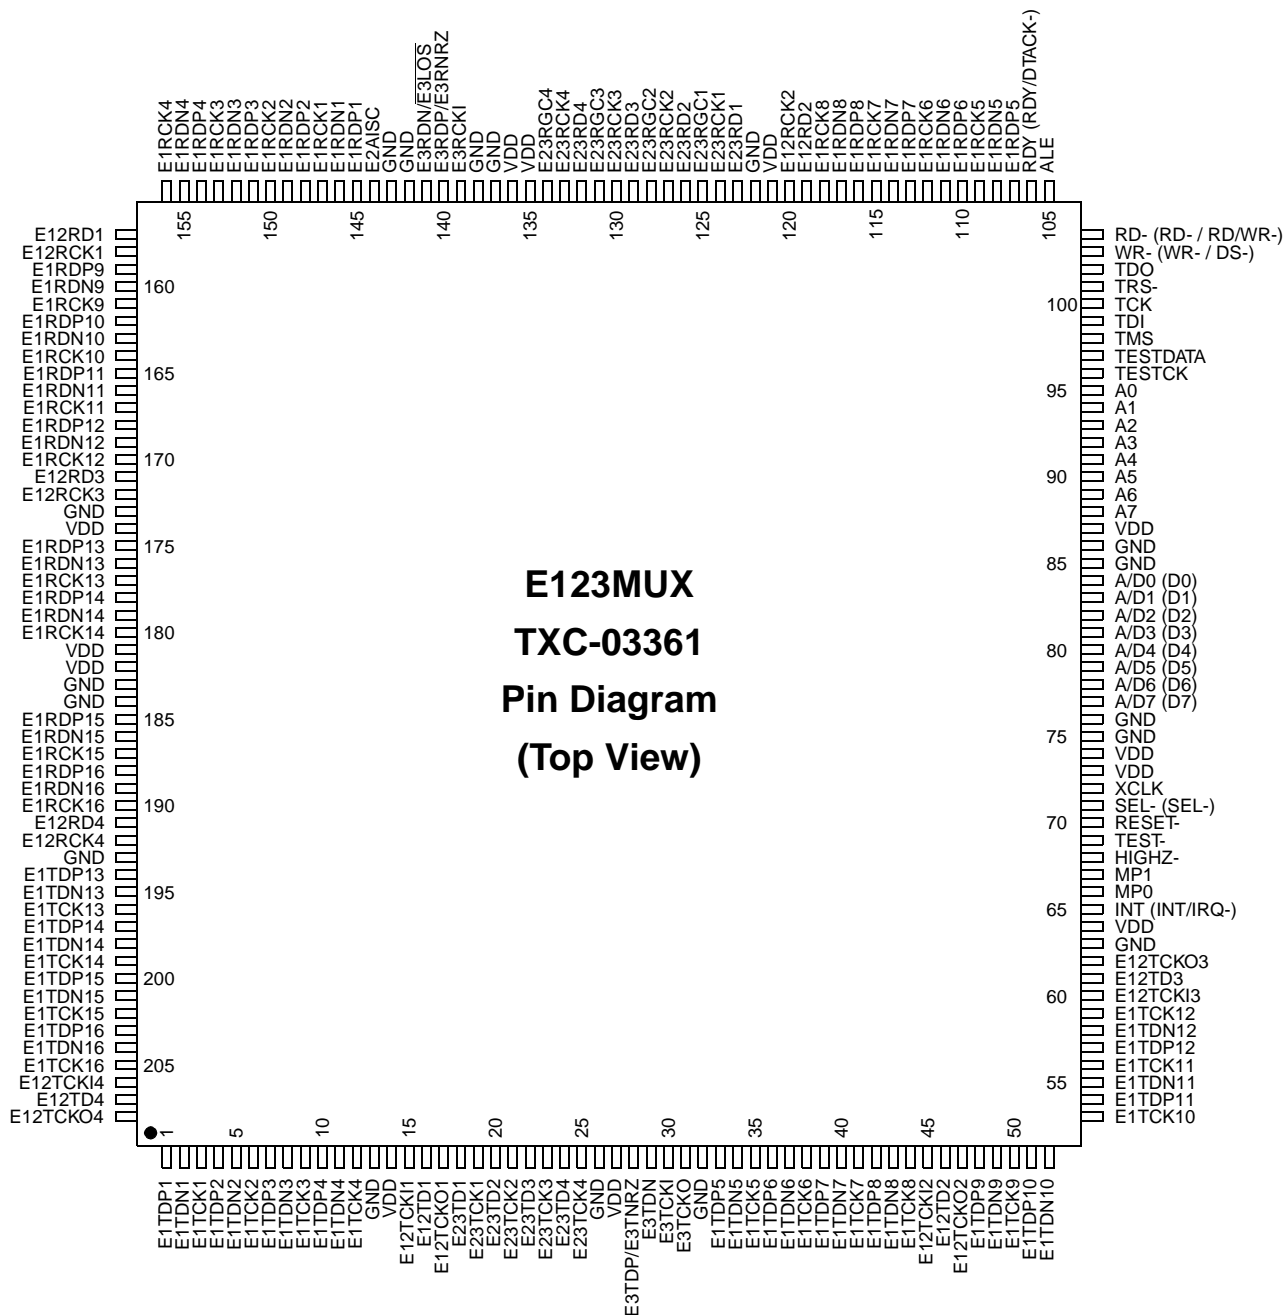 E1RCK4
E1RDN4
E1RDP4
E1RCK3
E1RDN3
E1RDP3
E1RCK2
E1RDN2
E1RDP2
E1RCK1
E1RDN1
E1RDP1
E2AISC
GND
GND
E3RDN/E3LOS
E3RDP/E3RNRZ
E3RCKI
GND
GND
VDD
VDD
E23RGC4
E23RCK4
E23RD4
E23RGC3
E23RCK3
E23RD3
E23RGC2
E23RCK2
E23RD2
E23RGC1
E23RCK1
E23RD1
GND
VDD
E12RCK2
E12RD2
E1RCK8
E1RDN8
E1RDP8
E1RCK7
E1RDN7
E1RDP7
E1RCK6
E1RDN6
E1RDP6
E1RCK5
E1RDN5
E1RDP5
RDY (RDY/DTACK-)
ALE
155
150
145
140
135
130
125
120
115
110
105
E12RD1
E12RCK1
E1RDP9
E1RDN9 160
E1RCK9
E1RDP10
E1RDN10
E1RCK10
E1RDP11 165
E1RDN11
E1RCK11
E1RDP12
E1RDN12
E1RCK12 170
E12RD3
E12RCK3
GND
VDD
E1RDP13 175
E1RDN13
E1RCK13
E1RDP14
E1RDN14
E1RCK14 180
VDD
VDD
GND
GND
E1RDP15 185
E1RDN15
E1RCK15
E1RDP16
E1RDN16
E1RCK16 190
E12RD4
E12RCK4
GND
E1TDP13
E1TDN13 195
E1TCK13
E1TDP14
E1TDN14
E1TCK14
E1TDP15 200
E1TDN15
E1TCK15
E1TDP16
E1TDN16
E1TCK16 205
E12TCKI4
E12TD4
E12TCKO4
E123MUX
TXC-03361
Pin Diagram
(Top View)
RD- (RD- / RD/WR-)
WR- (WR- / DS-)
TDO
TRS-
100 TCK
TDI
TMS
TESTDATA
TESTCK
95 A0
A1
A2
A3
A4
90 A5
A6
A7
VDD
GND
85 GND
A/D0 (D0)
A/D1 (D1)
A/D2 (D2)
A/D3 (D3)
80 A/D4 (D4)
A/D5 (D5)
A/D6 (D6)
A/D7 (D7)
GND
75 GND
VDD
VDD
XCLK
SEL- (SEL-)
70 RESET-
TEST-
HIGHZ-
MP1
MP0
65 INT (INT/IRQ-)
VDD
GND
E12TCKO3
E12TD3
60 E12TCKI3
E1TCK12
E1TDN12
E1TDP12
E1TCK11
55 E1TDN11
E1TDP11
E1TCK10
1
5
10
15
20
25
30
35
40
45
50
E1TDP1
E1TDN1
E1TCK1
E1TDP2
E1TDN2
E1TCK2
E1TDP3
E1TDN3
E1TCK3
E1TDP4
E1TDN4
E1TCK4
GND
VDD
E12TCKI1
E12TD1
E12TCKO1
E23TD1
E23TCK1
E23TD2
E23TCK2
E23TD3
E23TCK3
E23TD4
E23TCK4
GND
VDD
E3TDP/E3TNRZ
E3TDN
E3TCKI
E3TCKO
GND
E1TDP5
E1TDN5
E1TCK5
E1TDP6
E1TDN6
E1TCK6
E1TDP7
E1TDN7
E1TCK7
E1TDP8
E1TDN8
E1TCK8
E12TCKI2
E12TD2
E12TCKO2
E1TDP9
E1TDN9
E1TCK9
E1TDP10
E1TDN10